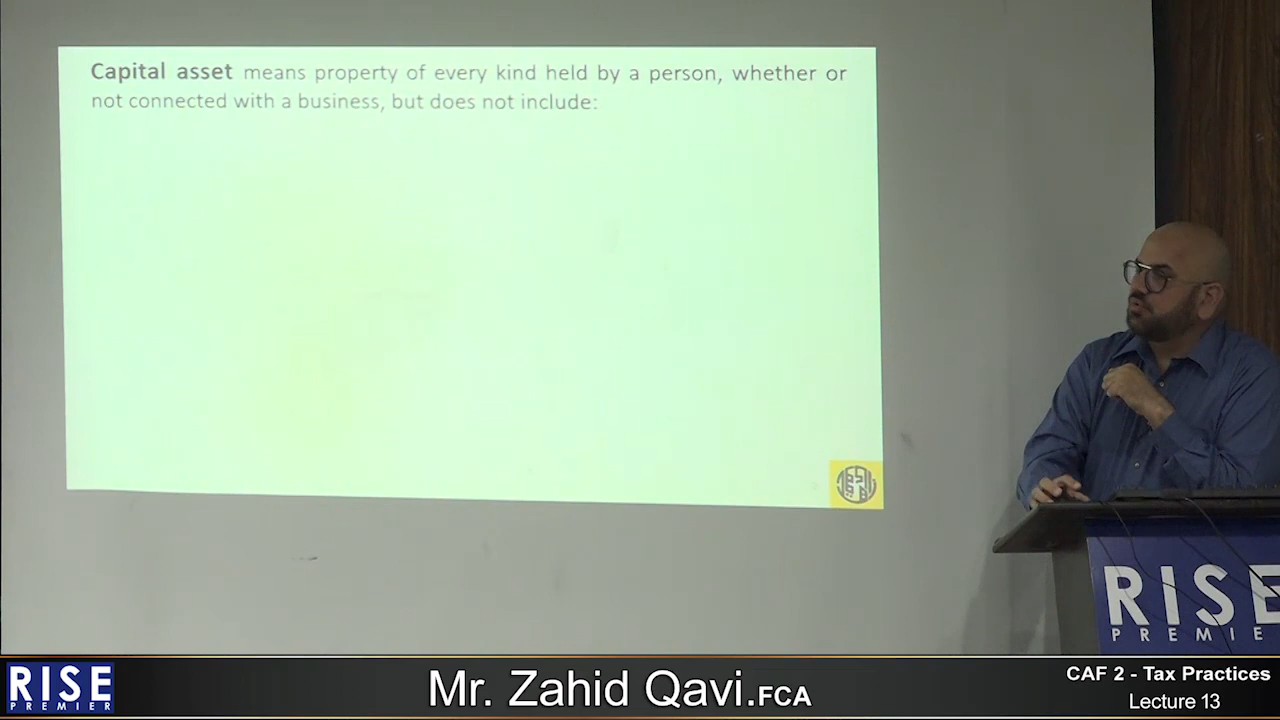 Capital asset means property of every kind held by a person, whether or
not connected with a business, but does not include:
RISE
PREMIER
RISE
PREMIER
Mr. Zahid Qavi.FCA
CAF 2 - Tax Practices
Lecture 13